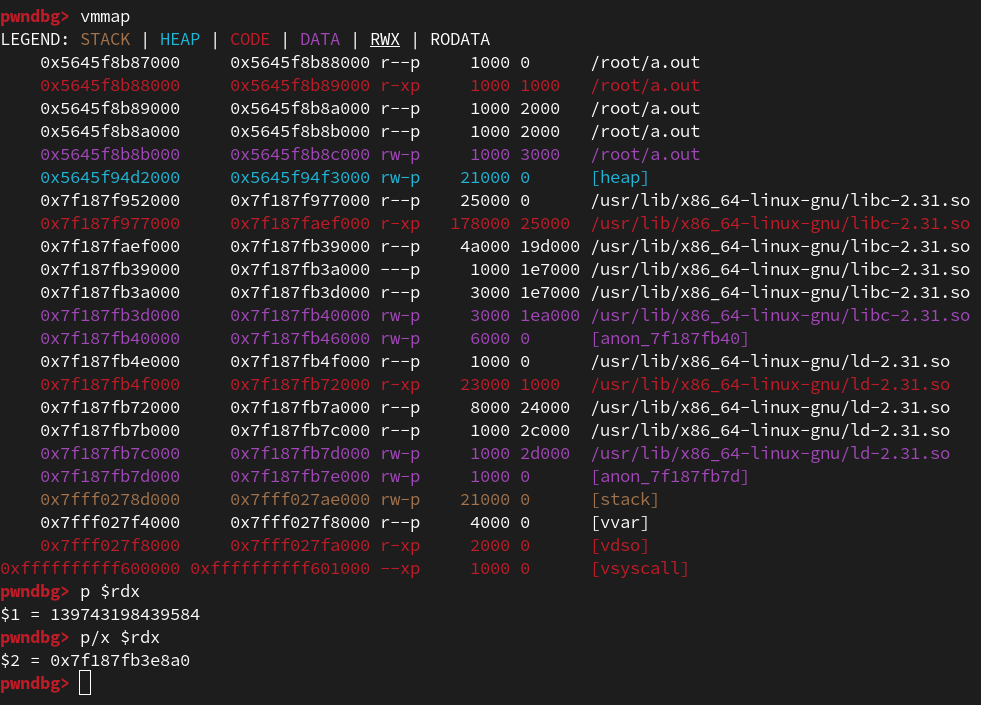 pwndbg> vmmap
LEGEND: STACK | HEAP | CODE | DATA | RWX | RODATA
    0x5645f8b87000     0x5645f8b88000 r--p     1000 0      /root/a.out
    0x5645f8b88000     0x5645f8b89000 r-xp     1000 1000   /root/a.out
    0x5645f8b89000     0x5645f8b8a000 r--p     1000 2000   /root/a.out
    0x5645f8b8a000     0x5645f8b8b000 r--p     1000 2000   /root/a.out
    0x5645f8b8b000     0x5645f8b8c000 rw-p     1000 3000   /root/a.out
    0x5645f94d2000     0x5645f94f3000 rw-p    21000 0      [heap]
    0x7f187f952000     0x7f187f977000 r--p    25000 0      /usr/lib/x86_64-linux-gnu/libc-2.31.so
    0x7f187f977000     0x7f187faef000 r-xp   178000 25000  /usr/lib/x86_64-linux-gnu/libc-2.31.so
    0x7f187faef000     0x7f187fb39000 r--p    4a000 19d000 /usr/lib/x86_64-linux-gnu/libc-2.31.so
    0x7f187fb39000     0x7f187fb3a000 ---p     1000 1e7000 /usr/lib/x86_64-linux-gnu/libc-2.31.so
    0x7f187fb3a000     0x7f187fb3d000 r--p     3000 1e7000 /usr/lib/x86_64-linux-gnu/libc-2.31.so
    0x7f187fb3d000     0x7f187fb40000 rw-p     3000 1ea000 /usr/lib/x86_64-linux-gnu/libc-2.31.so
    0x7f187fb40000     0x7f187fb46000 rw-p     6000 0      [anon_7f187fb40]
    0x7f187fb4e000     0x7f187fb4f000 r--p     1000 0      /usr/lib/x86_64-linux-gnu/ld-2.31.so
    0x7f187fb4f000     0x7f187fb72000 r-xp    23000 1000   /usr/lib/x86_64-linux-gnu/ld-2.31.so
    0x7f187fb72000     0x7f187fb7a000 r--p     8000 24000  /usr/lib/x86_64-linux-gnu/ld-2.31.so
    0x7f187fb7b000     0x7f187fb7c000 r--p     1000 2c000  /usr/lib/x86_64-linux-gnu/ld-2.31.so
    0x7f187fb7c000     0x7f187fb7d000 rw-p     1000 2d000  /usr/lib/x86_64-linux-gnu/ld-2.31.so
    0x7f187fb7d000     0x7f187fb7e000 rw-p     1000 0      [anon_7f187fb7d]
    0x7fff0278d000     0x7fff027ae000 rw-p    21000 0      [stack]
    0x7fff027f4000     0x7fff027f8000 r--p     4000 0      [vvar]
    0x7fff027f8000     0x7fff027fa000 r-xp     2000 0      [vdso]
0xffffffffff600000 0xffffffffff601000 --xp     1000 0      [vsyscall]
pwndbg> p $rdx
$1 = 139743198439584
pwndbg> p/x $rdx
$2 = 0x7f187fb3e8a0
pwndbg>